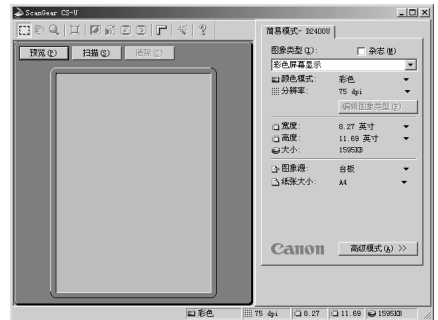 ScanGear CS-U
预览(P) 扫描(S) 清除(C)
简易模式- D2400U
图象类型(I): 杂志(M)
彩色屏幕显示
颜色模式: 彩色
分辨率: 75 dpi
编辑图象类型(E)...
宽度: 8.27 英寸
高度: 11.69 英寸
大小: 1595KB
图象源: 台板
纸张大小: A4
Canon 高级模式(A) >>
彩色 75 dpi 8.27 11.69 1595KB